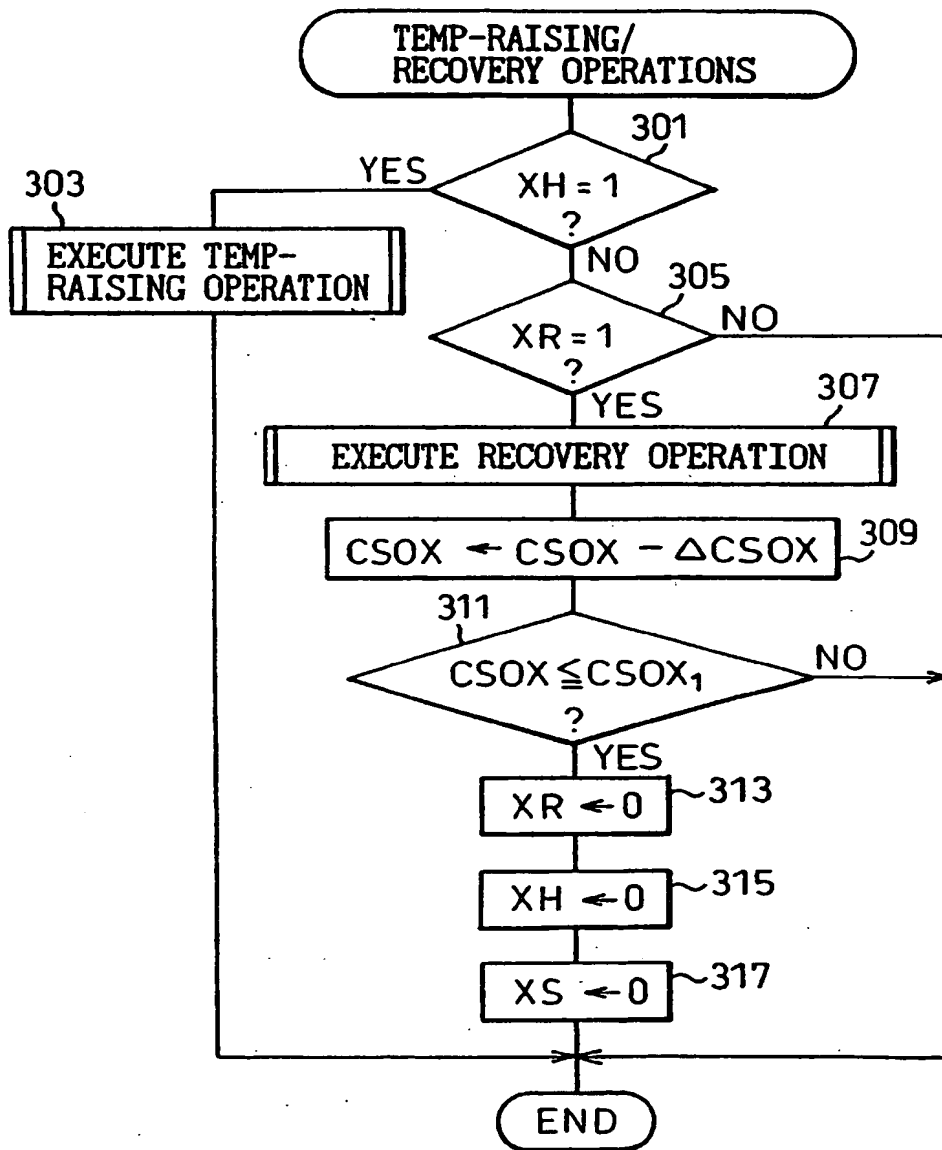 TEMP-RAISING/
RECOVERY OPERATIONS
301
YES
XH = 1
?
303
EXECUTE TEMP-
RAISING OPERATION
NO
305
XR = 1
?
NO
YES
307
EXECUTE RECOVERY OPERATION
CSOX ← CSOX − ΔCSOX
309
311
CSOX ≦ CSOX₁
?
NO
YES
XR ← 0
313
XH ← 0
315
XS ← 0
317
END